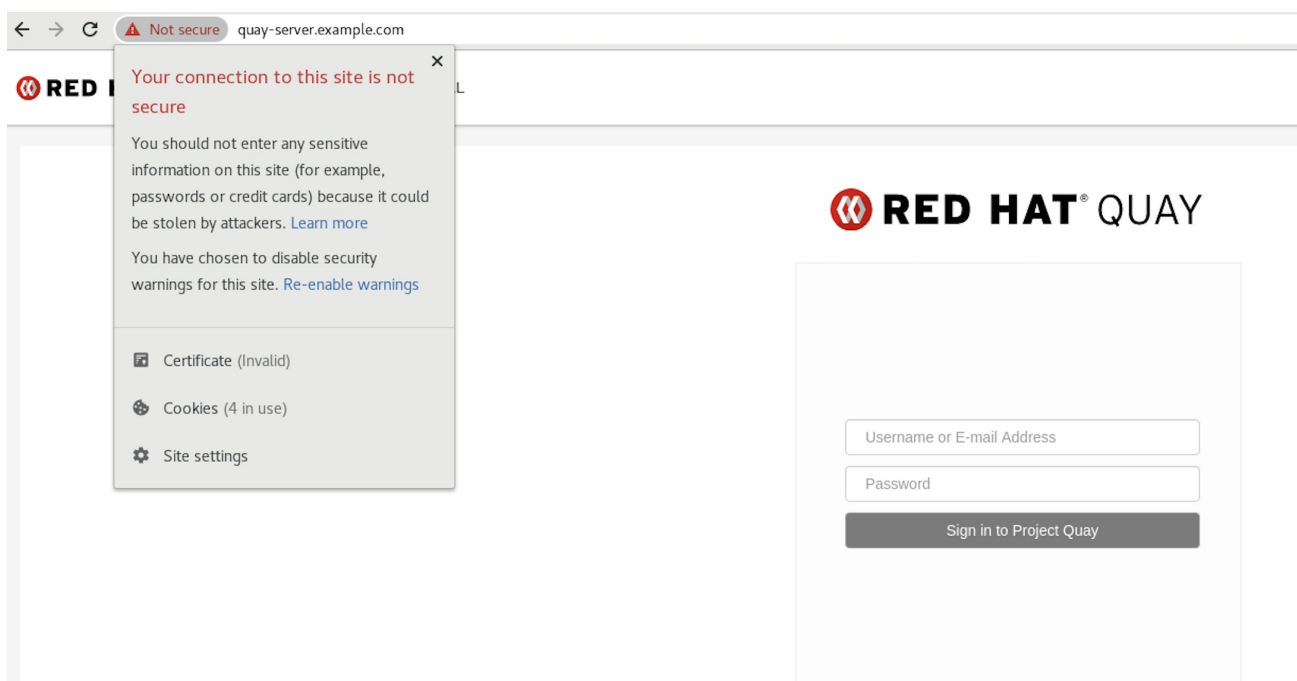 Not secure quay-server.example.com
RED
L
Your connection to this site is not
secure
You should not enter any sensitive
information on this site (for example,
passwords or credit cards) because it could
be stolen by attackers. Learn more
You have chosen to disable security
warnings for this site. Re-enable warnings
Certificate (Invalid)
Cookies (4 in use)
Site settings
RED HAT® QUAY
Username or E-mail Address
Password
Sign in to Project Quay